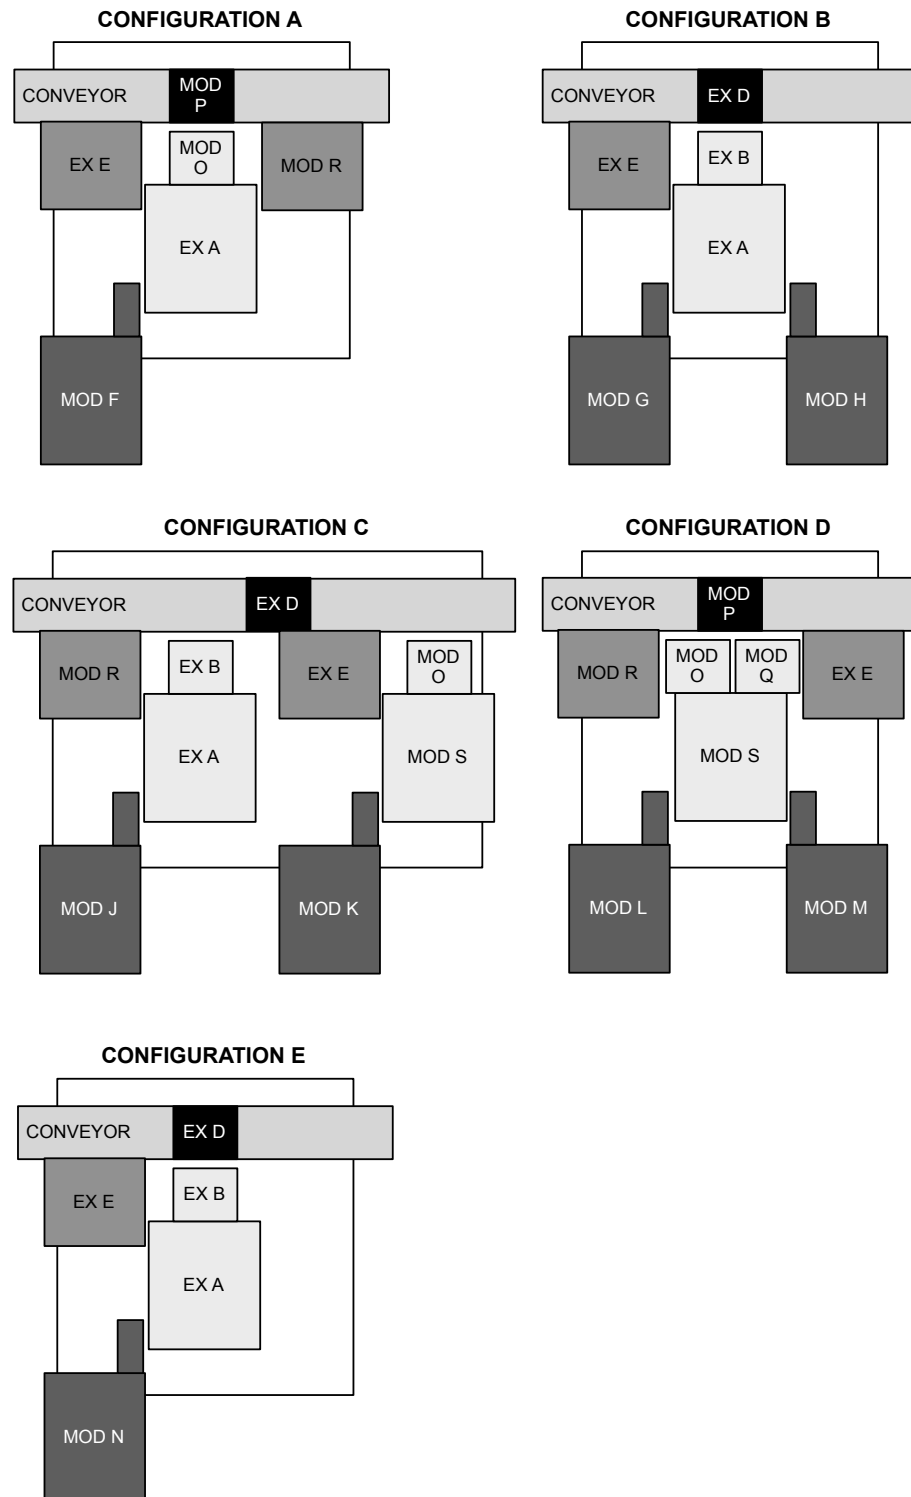 CONFIGURATION A
CONVEYOR
MOD
P
EX E
MOD
O
MOD R
EX A
MOD F
CONFIGURATION B
CONVEYOR
EX D
EX E
EX B
EX A
MOD G
MOD H
CONFIGURATION C
CONVEYOR
EX D
MOD R
EX B
EX E
MOD
O
EX A
MOD S
MOD J
MOD K
CONFIGURATION D
CONVEYOR
MOD
P
MOD R
MOD
O
MOD
Q
EX E
MOD S
MOD L
MOD M
CONFIGURATION E
CONVEYOR
EX D
EX E
EX B
EX A
MOD N